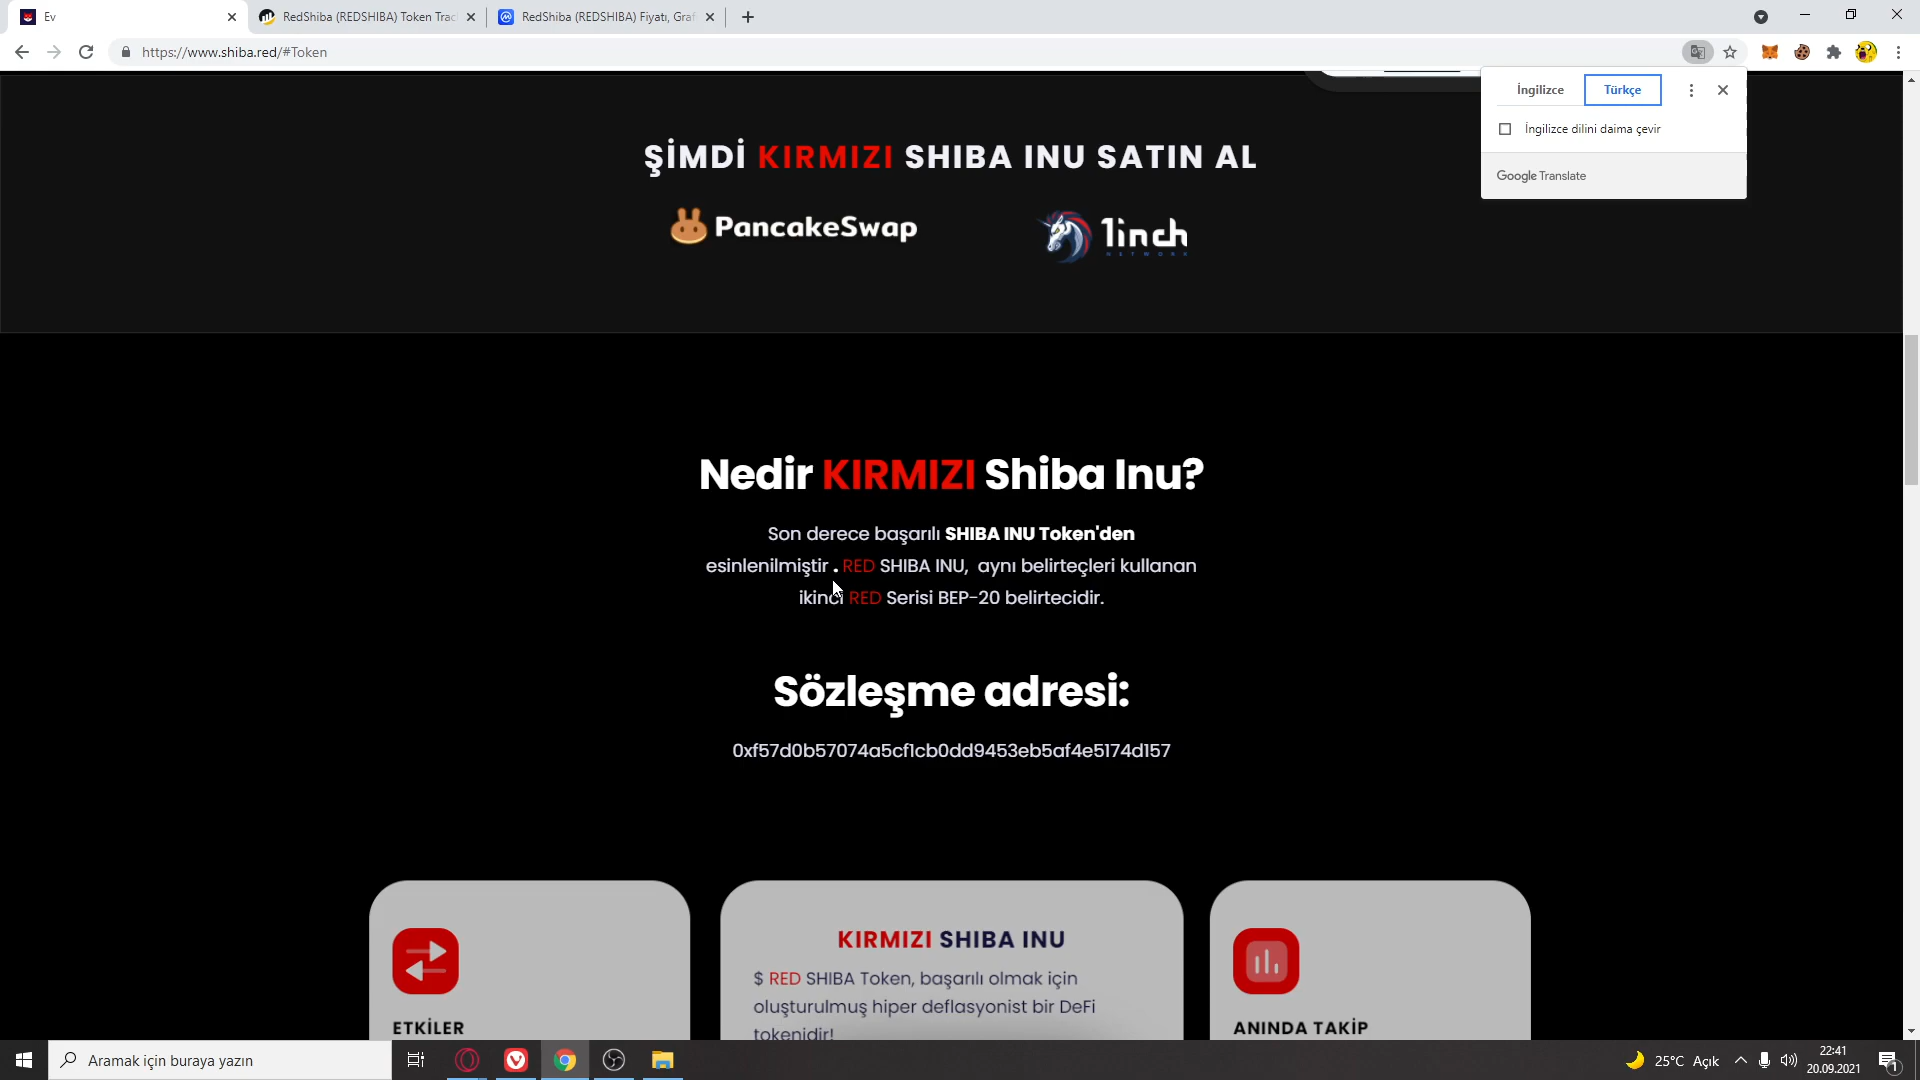 Ev
RedShiba (REDSHIBA) Token Trac
RedShiba (REDSHIBA) Fiyatı, Graf
https://www.shiba.red/#Token
İngilizce
Türkçe
İngilizce dilini daima çevir
Google Translate
ŞİMDİ KIRMIZI SHIBA INU SATIN AL
PancakeSwap
1inch
NETWORK
Nedir KIRMIZI Shiba Inu?
Son derece başarılı SHIBA INU Token'den
esinlenilmiştir . RED SHIBA INU, aynı belirteçleri kullanan
ikinci RED Serisi BEP-20 belirtecidir.
Sözleşme adresi:
0xf57d0b57074a5cf1cb0dd9453eb5af4e5174d157
KIRMIZI SHIBA INU
$ RED SHIBA Token, başarılı olmak için
oluşturulmuş hiper deflasyonist bir DeFi
tokenidir!
ETKİLER
ANINDA TAKİP
Aramak için buraya yazın
25°C Açık
22:41
20.09.2021
1